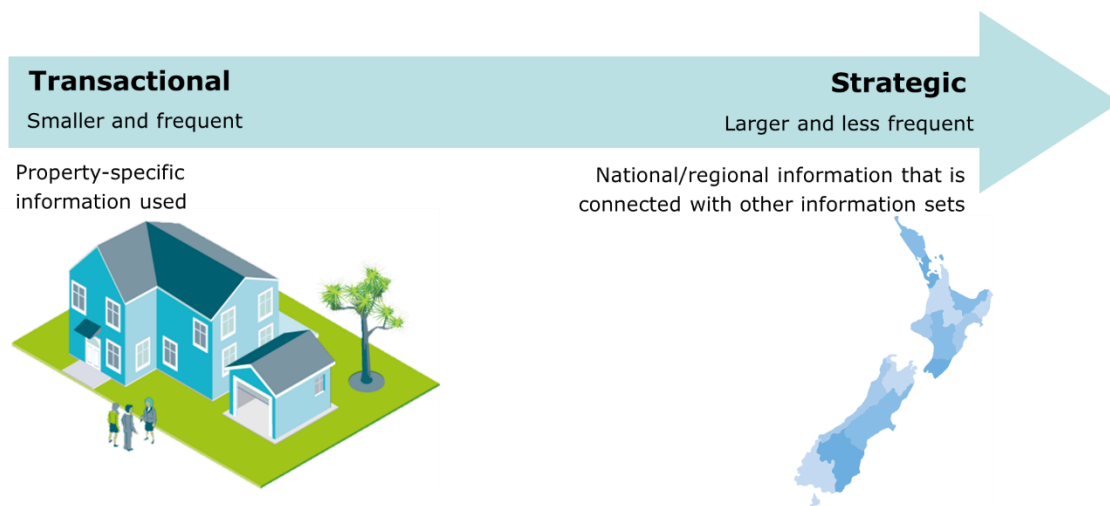 Transactional
Smaller and frequent
Strategic
Larger and less frequent
Property-specific
information used
National/regional information that is
connected with other information sets